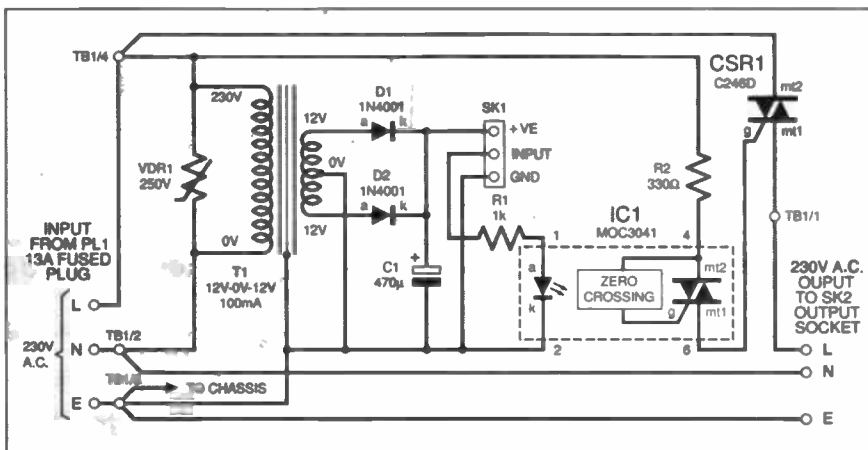 TB1/4
CSR1
C246D
mt2
mt1
g
230V
VDR1
250V
0V
T1
12V-0V-12V
100mA
12V
0V
12V
D1
1N4001
a
k
D2
1N4001
a
k
SK1
+VE
INPUT
GND
R1
1k
R2
330Ω
IC1
MOC3041
1
4
a
k
ZERO
CROSSING
mt2
g
mt1
2
6
C1
470μ
+
TB1/1
INPUT
FROM PL1
13A FUSED
PLUG
L
230V
A.C.
N
TB1/2
E
TO CHASSIS
230V A.C.
OUPUT
TO SK2
OUTPUT
SOCKET
L
N
E